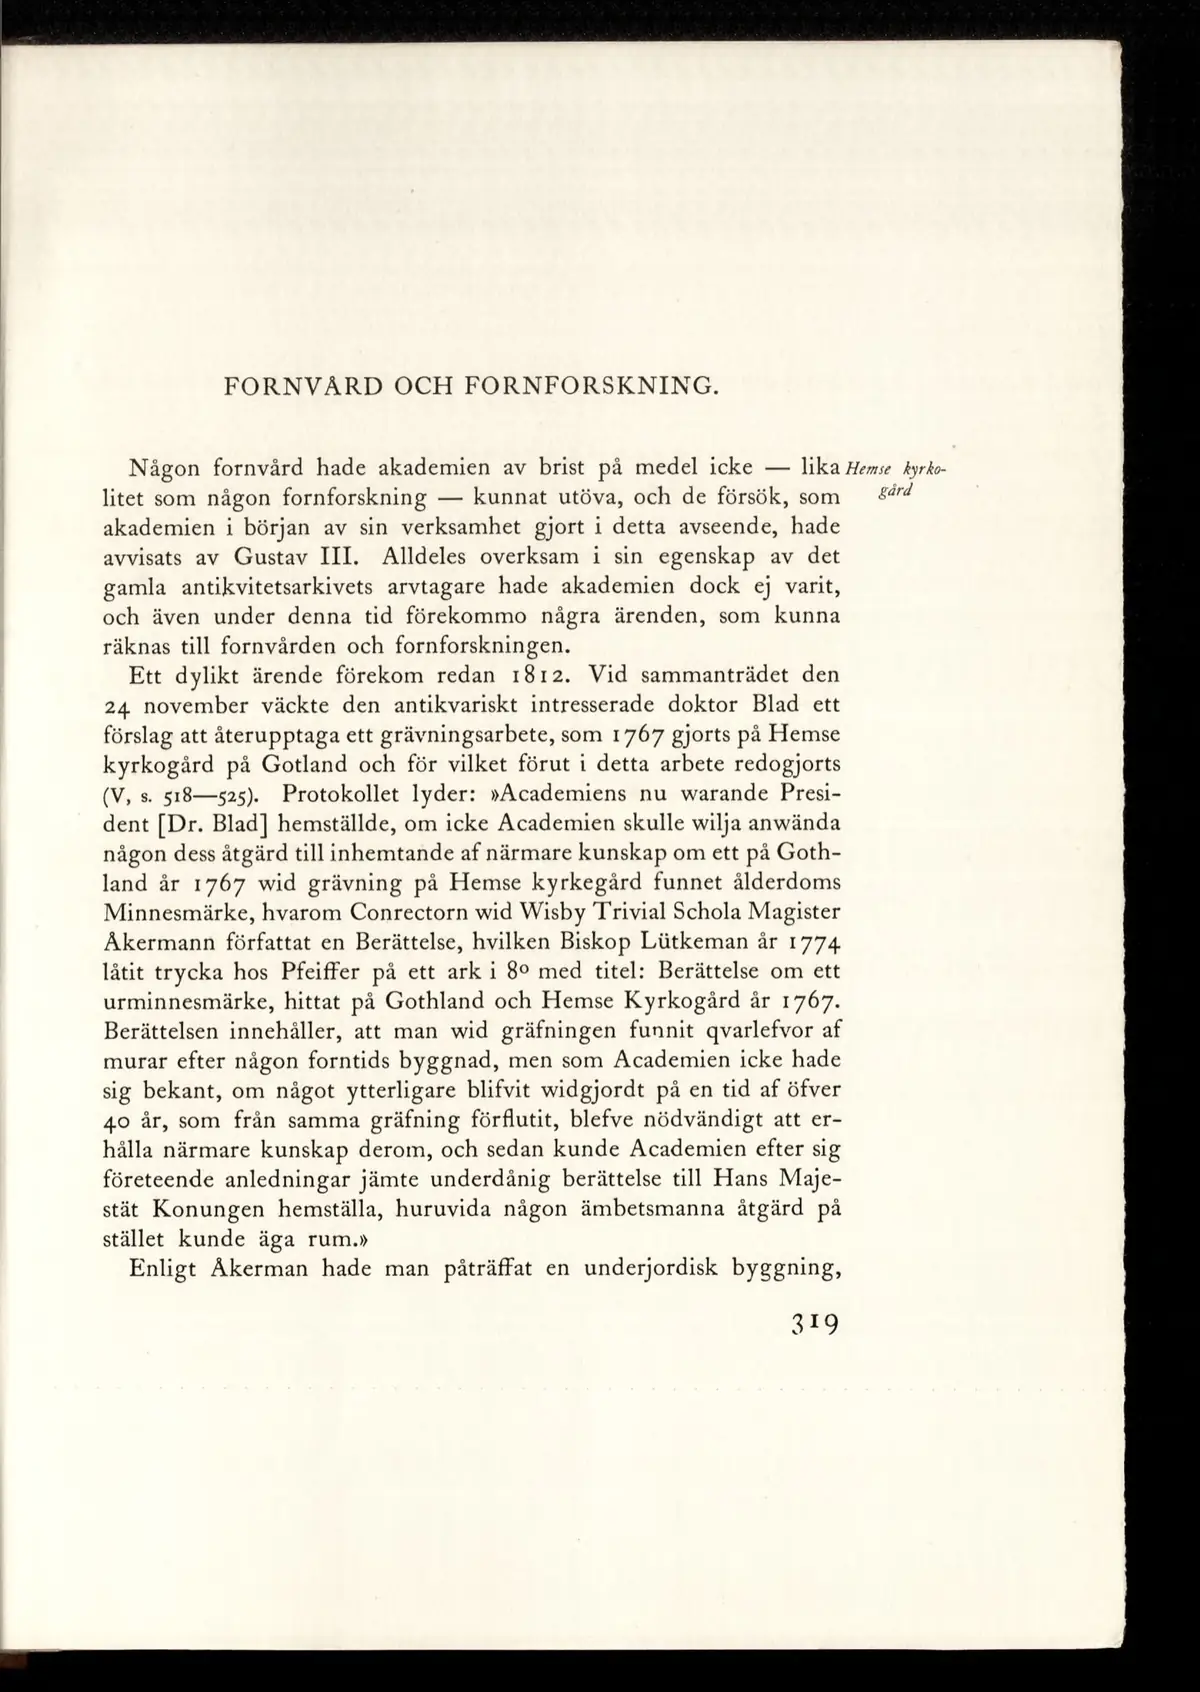 FORNVÅRD OCH FORNFORSKNING.
Någon fornvård hade akademien av brist på medel icke — lika
Hemse kyrko-
gård
litet som någon fornforskning — kunnat utöva, och de försök, som
akademien i början av sin verksamhet gjort i detta avseende, hade
avvisats av Gustav III. Alldeles overksam i sin egenskap av det
gamla antikvitetsarkivets arvtagare hade akademien dock ej varit,
och även under denna tid förekommo några ärenden, som kunna
räknas till fornvården och fornforskningen.
Ett dylikt ärende förekom redan 1812. Vid sammanträdet den
24 november väckte den antikvariskt intresserade doktor Blad ett
förslag att återupptaga ett grävningsarbete, som 1767 gjorts på Hemse
kyrkogård på Gotland och för vilket förut i detta arbete redogjorts
(V, s. 518—525). Protokollet lyder: »Academiens nu warande Presi-
dent [Dr. Blad] hemställde, om icke Academien skulle wilja anwända
någon dess åtgärd till inhemtande af närmare kunskap om ett på Goth-
land år 1767 wid grävning på Hemse kyrkegård funnet ålderdoms
Minnesmärke, hvarom Conrectorn wid Wisby Trivial Schola Magister
Åkermann författat en Berättelse, hvilken Biskop Lütkeman år 1774
låtit trycka hos Pfeiffer på ett ark i 8º med titel: Berättelse om ett
urminnesmärke, hittat på Gothland och Hemse Kyrkogård år 1767.
Berättelsen innehåller, att man wid gräfningen funnit qvarlefvor af
murar efter någon forntids byggnad, men som Academien icke hade
sig bekant, om något ytterligare blifvit widgjordt på en tid af öfver
40 år, som från samma gräfning förflutit, blefve nödvändigt att er-
hålla närmare kunskap derom, och sedan kunde Academien efter sig
företeende anledningar jämte underdånig berättelse till Hans Maje-
stät Konungen hemställa, huruvida någon ämbetsmanna åtgärd på
stället kunde äga rum.»
Enligt Åkerman hade man påträffat en underjordisk byggning,
319